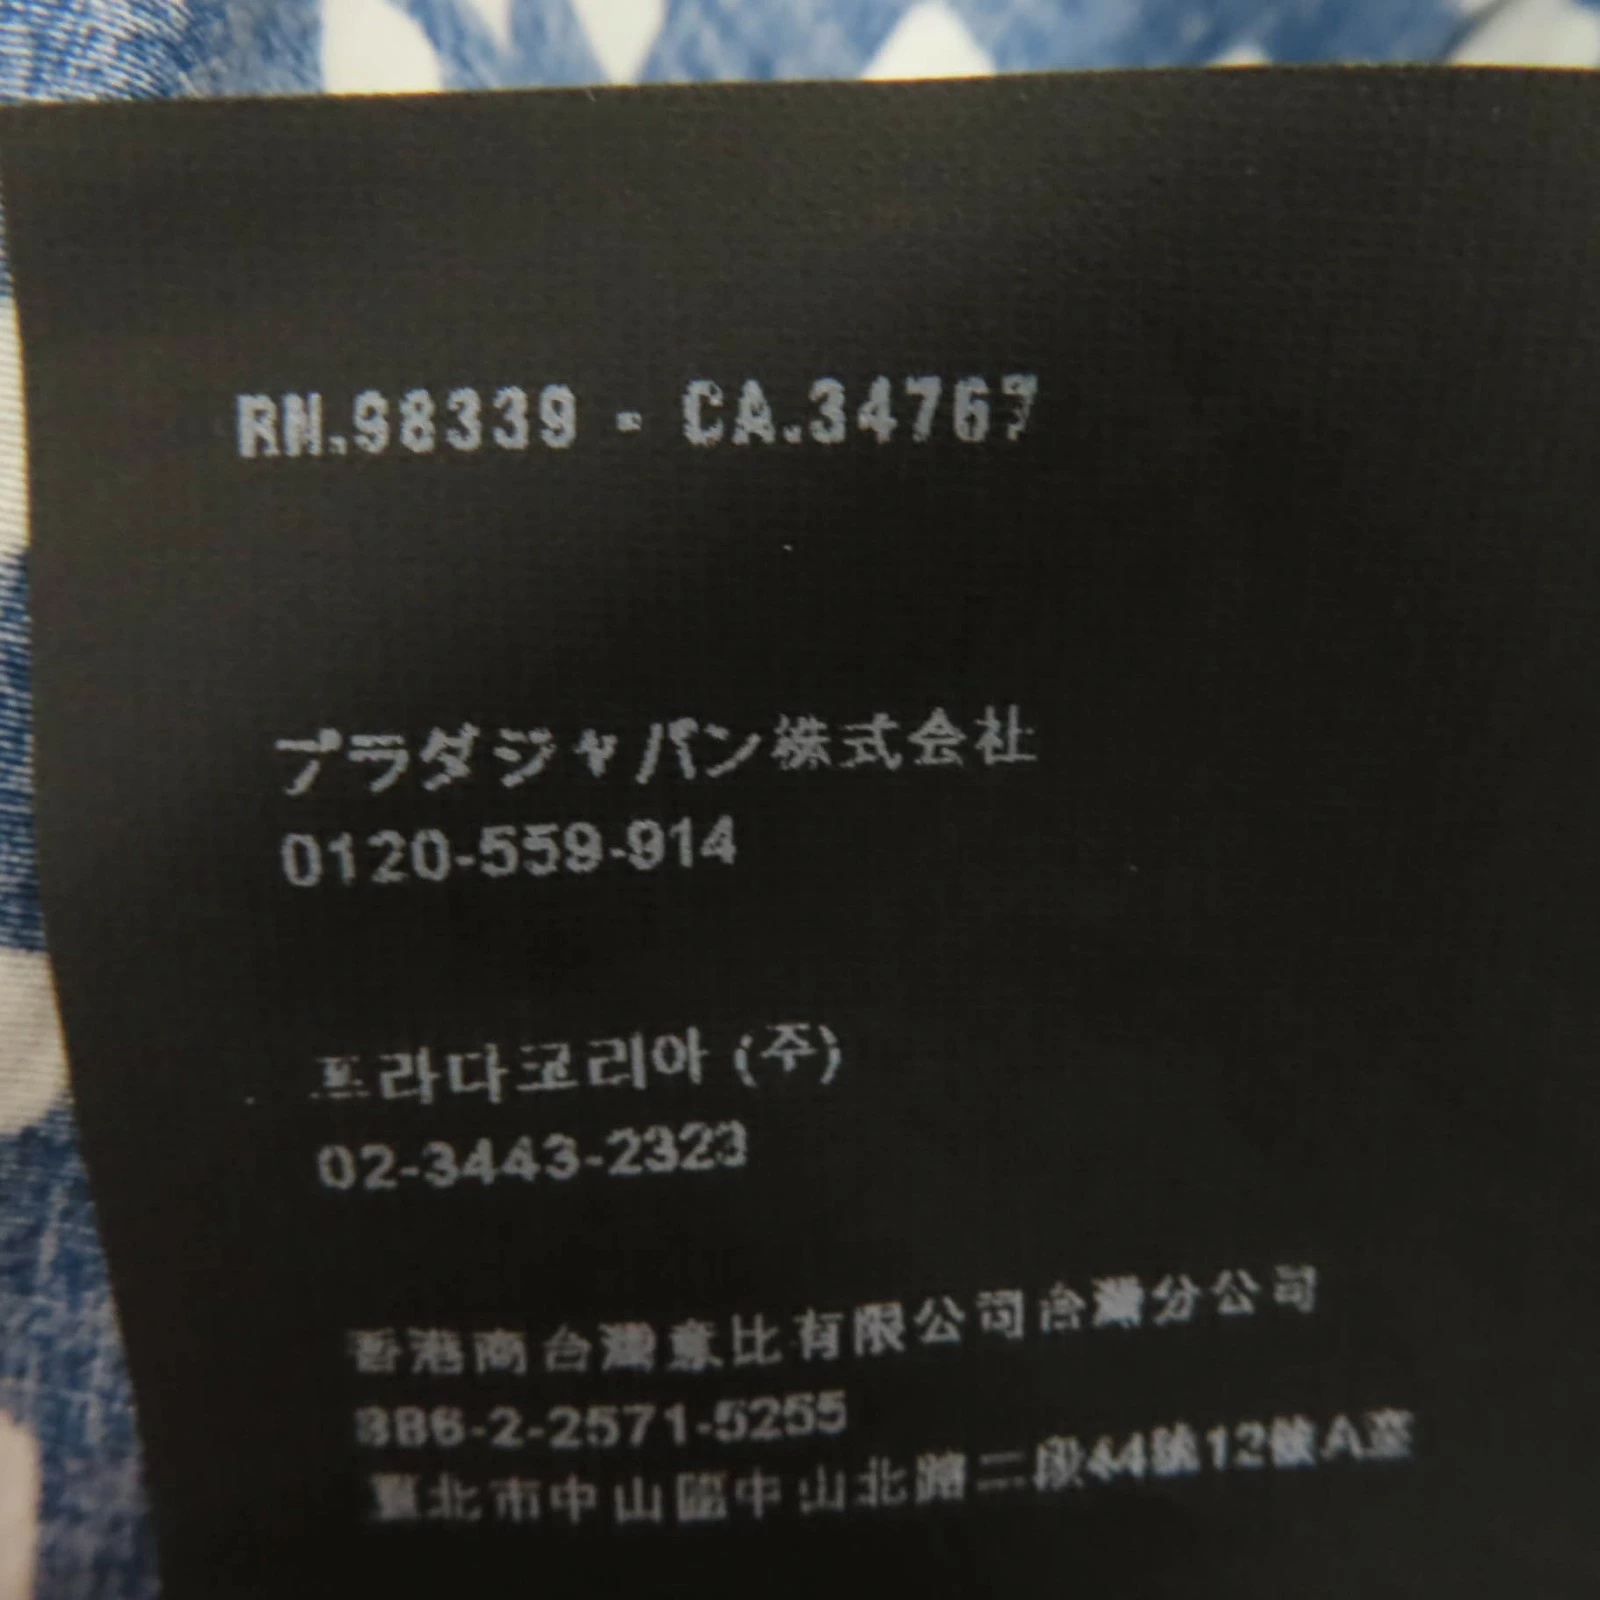 RN.98339 - CA.34767
プラダジャパン株式会社
0120-559-914
프라다코리아 (주)
02-3443-2323
香港商台灣意比有限公司台灣分公司
886-2-2571-5255
臺北市中山區中山北路二段44號12樓A室